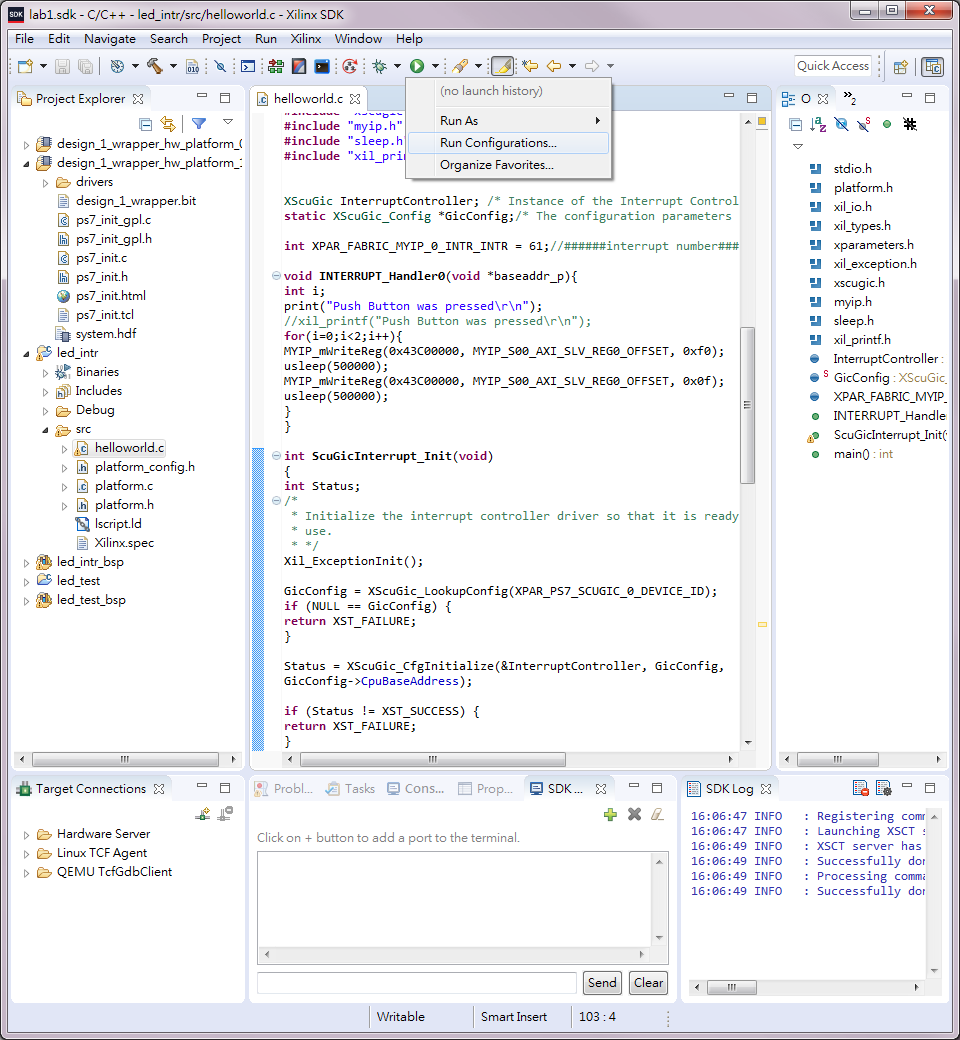 lab1.sdk - C/C++ - led_intr/src/helloworld.c - Xilinx SDK
File Edit Navigate Search Project Run Xilinx Window Help
Quick Access
Project Explorer
design_1_wrapper_hw_platform_0
design_1_wrapper_hw_platform_1
drivers
design_1_wrapper.bit
ps7_init_gpl.c
ps7_init_gpl.h
ps7_init.c
ps7_init.h
ps7_init.html
ps7_init.tcl
system.hdf
led_intr
Binaries
Includes
Debug
src
helloworld.c
platform_config.h
platform.c
platform.h
lscript.ld
Xilinx.spec
led_intr_bsp
led_test
led_test_bsp
helloworld.c
(no launch history)
Run As
Run Configurations...
Organize Favorites...
#include "xscugic
#include "myip.h"
#include "sleep.h"
#include "xil_prin
XScuGic InterruptController; /* Instance of the Interrupt Control
static XScuGic_Config *GicConfig;/* The configuration parameters
int XPAR_FABRIC_MYIP_0_INTR_INTR = 61;//######interrupt number###
void INTERRUPT_Handler0(void *baseaddr_p){
int i;
print("Push Button was pressed\r\n");
//xil_printf("Push Button was pressed\r\n");
for(i=0;i<2;i++){
MYIP_mWriteReg(0x43C00000, MYIP_S00_AXI_SLV_REG0_OFFSET, 0xf0);
usleep(500000);
MYIP_mWriteReg(0x43C00000, MYIP_S00_AXI_SLV_REG0_OFFSET, 0x0f);
usleep(500000);
}
}
int ScuGicInterrupt_Init(void)
{
int Status;
/*
* Initialize the interrupt controller driver so that it is ready
* use.
* */
Xil_ExceptionInit();
GicConfig = XScuGic_LookupConfig(XPAR_PS7_SCUGIC_0_DEVICE_ID);
if (NULL == GicConfig) {
return XST_FAILURE;
}
Status = XScuGic_CfgInitialize(&InterruptController, GicConfig,
GicConfig->CpuBaseAddress);
if (Status != XST_SUCCESS) {
return XST_FAILURE;
}
O
»2
stdio.h
platform.h
xil_io.h
xil_types.h
xparameters.h
xil_exception.h
xscugic.h
myip.h
sleep.h
xil_printf.h
InterruptController :
GicConfig : XScuGic_
XPAR_FABRIC_MYIP_
INTERRUPT_Handle
ScuGicInterrupt_Init(
main() : int
Target Connections
Hardware Server
Linux TCF Agent
QEMU TcfGdbClient
Probl... Tasks Cons... Prop... SDK...
Click on + button to add a port to the terminal.
Send Clear
SDK Log
16:06:47 INFO : Registering comm
16:06:47 INFO : Launching XSCT s
16:06:49 INFO : XSCT server has
16:06:49 INFO : Successfully don
16:06:49 INFO : Processing comma
16:06:49 INFO : Successfully don
Writable Smart Insert 103 : 4